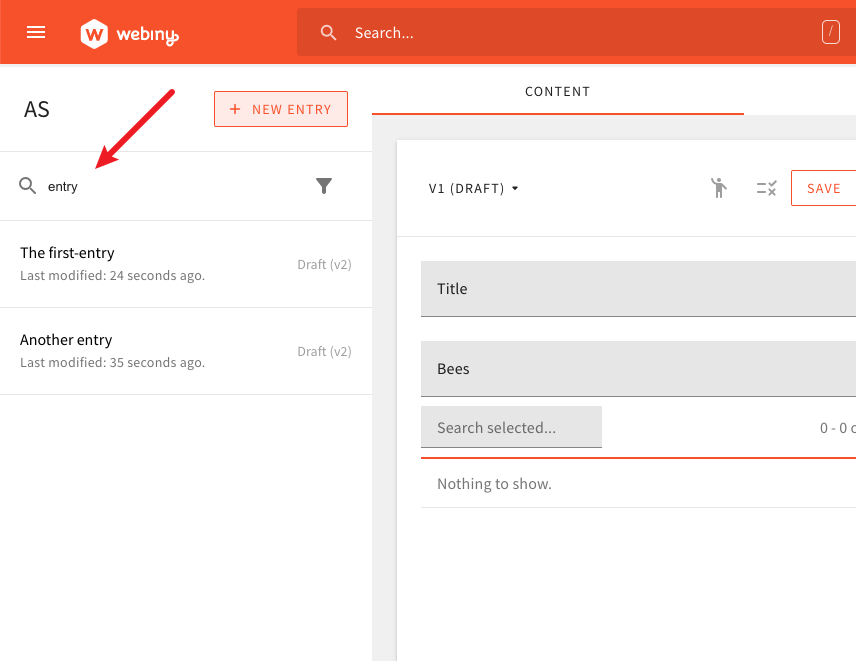 webiny
Search...
/
AS
+ NEW ENTRY
CONTENT
entry
V1 (DRAFT)
SAVE
The first-entry
Last modified: 24 seconds ago.
Draft (v2)
Title
Another entry
Last modified: 35 seconds ago.
Draft (v2)
Bees
Search selected...
0 - 0
Nothing to show.